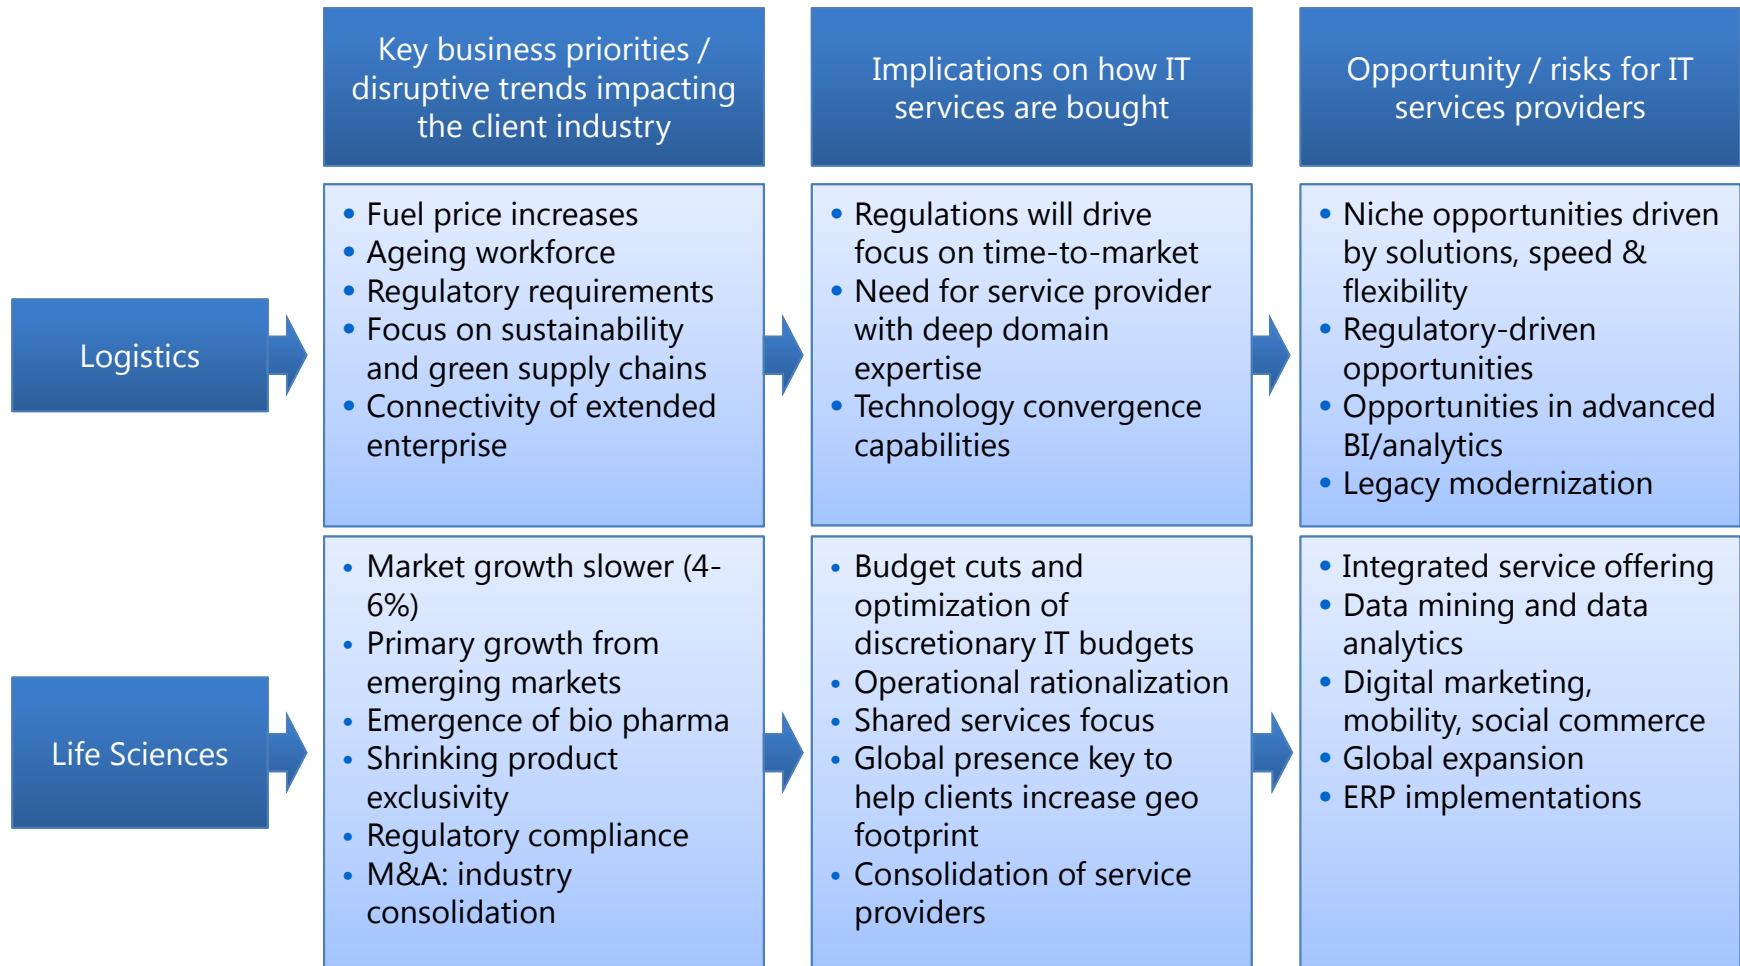 Key business priorities /
disruptive trends impacting
the client industry
Implications on how IT
services are bought
Opportunity / risks for IT
services providers
Logistics
• Fuel price increases
• Ageing workforce
• Regulatory requirements
• Focus on sustainability
and green supply chains
• Connectivity of extended
enterprise
• Regulations will drive
focus on time-to-market
• Need for service provider
with deep domain
expertise
• Technology convergence
capabilities
• Niche opportunities driven
by solutions, speed &
flexibility
• Regulatory-driven
opportunities
• Opportunities in advanced
BI/analytics
• Legacy modernization
Life Sciences
• Market growth slower (4-
6%)
• Primary growth from
emerging markets
• Emergence of bio pharma
• Shrinking product
exclusivity
• Regulatory compliance
• M&A: industry
consolidation
• Budget cuts and
optimization of
discretionary IT budgets
• Operational rationalization
• Shared services focus
• Global presence key to
help clients increase geo
footprint
• Consolidation of service
providers
• Integrated service offering
• Data mining and data
analytics
• Digital marketing,
mobility, social commerce
• Global expansion
• ERP implementations